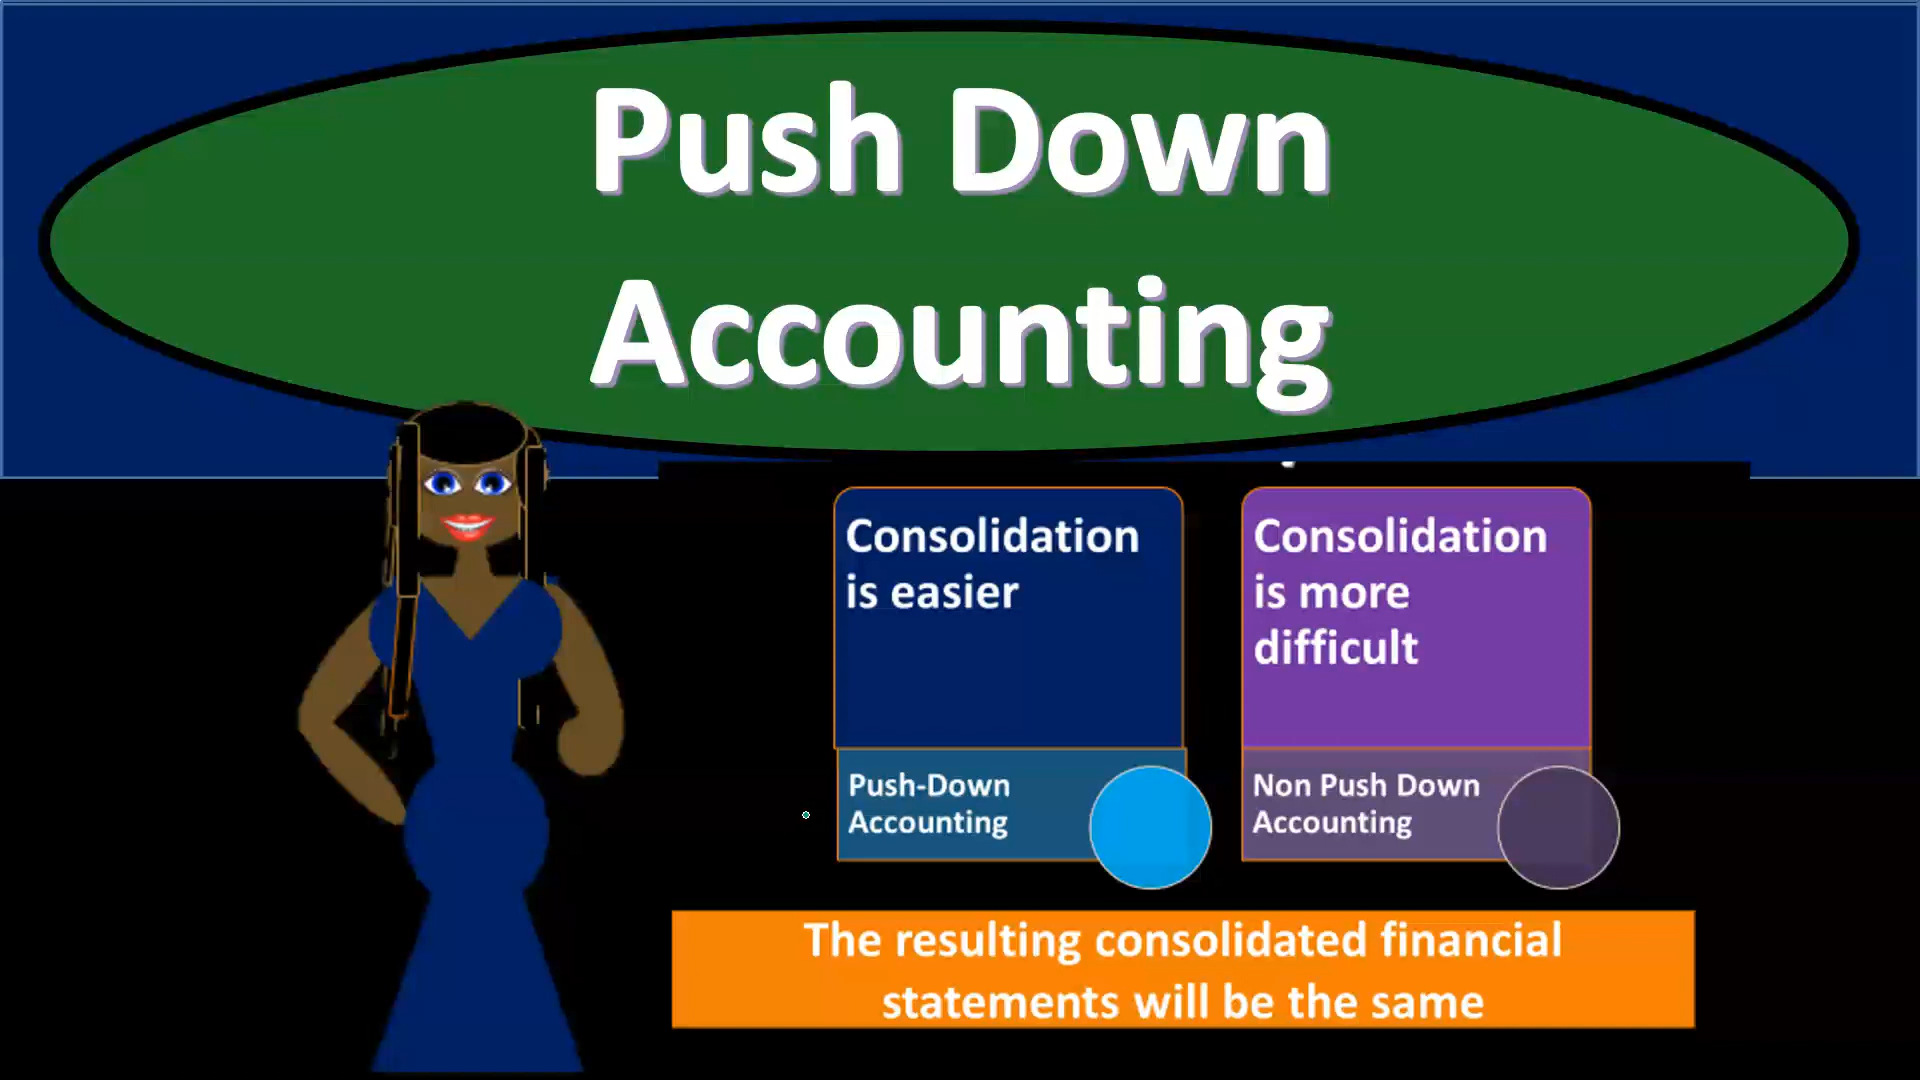 Push Down
Accounting
Consolidation
is easier
Push-Down
Accounting
Consolidation
is more
difficult
Non Push Down
Accounting
The resulting consolidated financial
statements will be the same